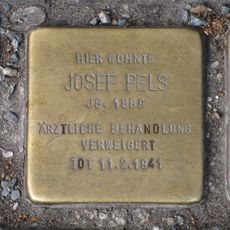 HIER WOHNTE
JOSEF PELS
JG. 1889
ÄRZTLICHE BEHANDLUNG
VERWEIGERT
TOT 11.2.1941